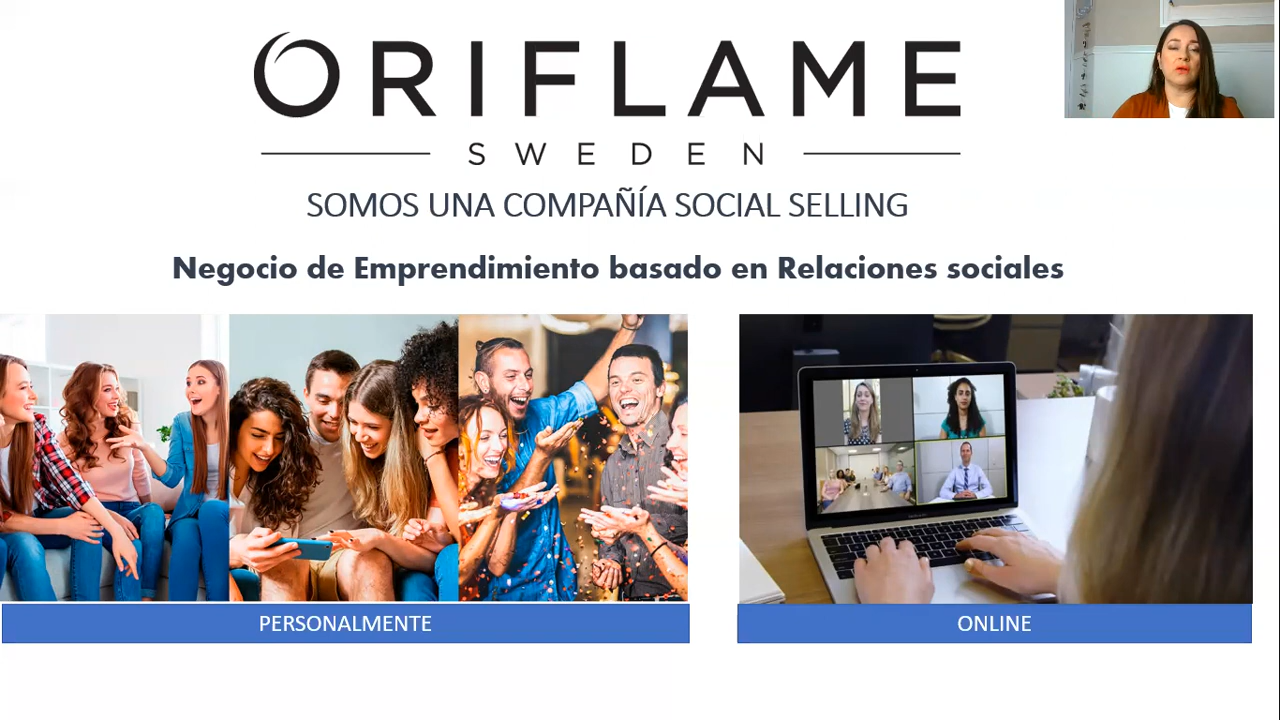 ORIFLAME
SWEDEN
SOMOS UNA COMPAÑÍA SOCIAL SELLING
Negocio de Emprendimiento basado en Relaciones sociales
PERSONALMENTE
ONLINE